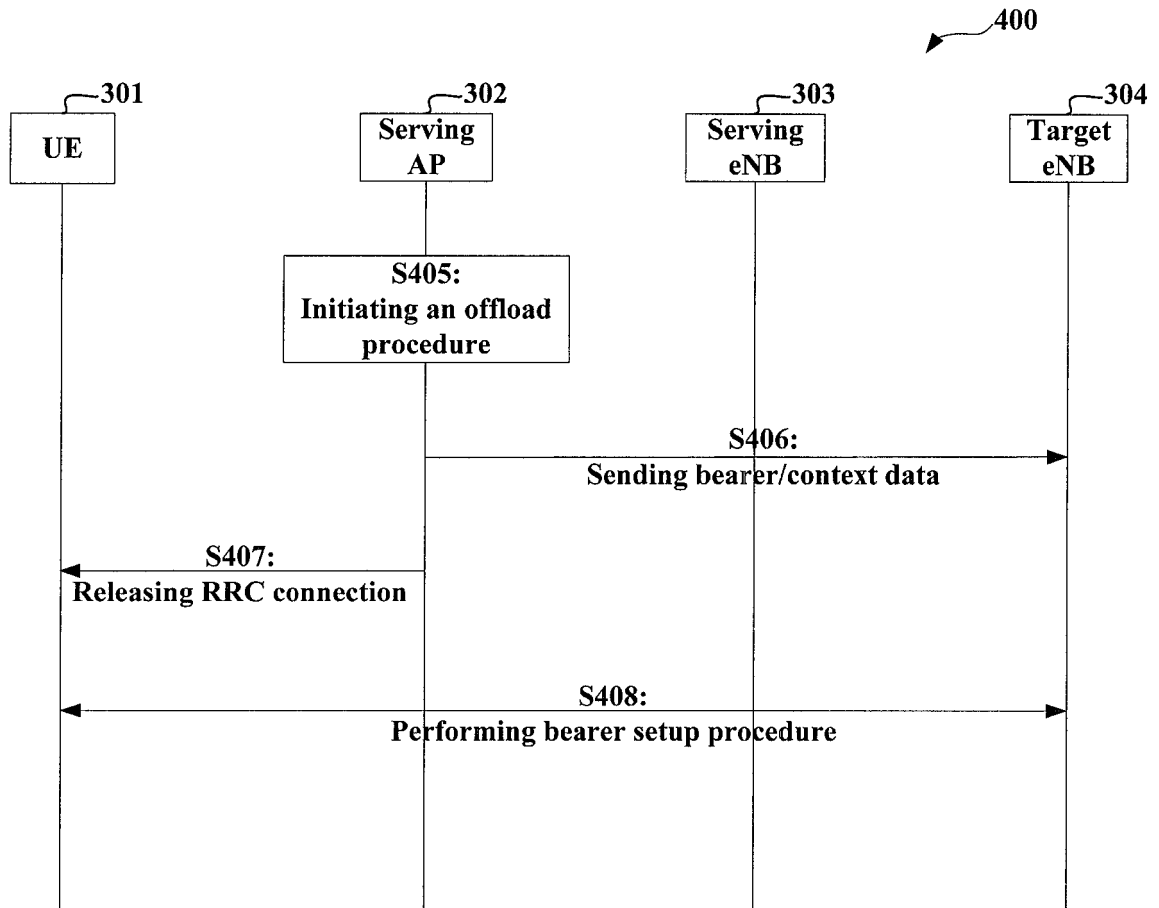 400
301
302
303
304
UE
Serving
AP
Serving
eNB
Target
eNB
S405:
Initiating an offload
procedure
S406:
Sending bearer/context data
S407:
Releasing RRC connection
S408:
Performing bearer setup procedure